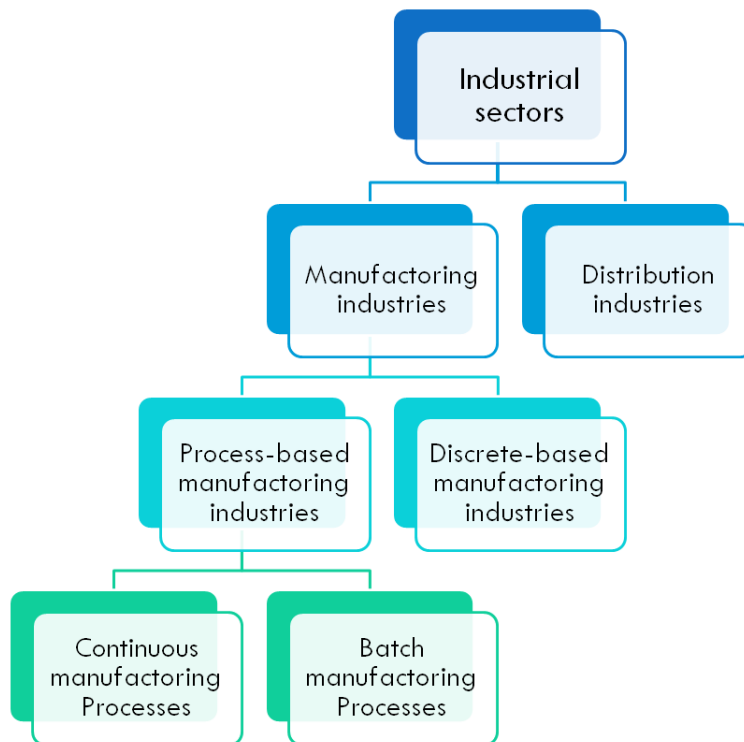 Industrial
sectors
Manufactoring
industries
Distribution
industries
Process-based
manufactoring
industries
Discrete-based
manufactoring
industries
Continuous
manufactoring
Processes
Batch
manufactoring
Processes